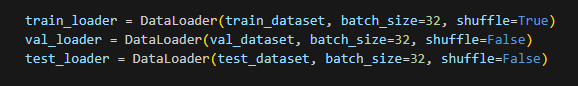 train_loader = DataLoader(train_dataset, batch_size=32, shuffle=True)
val_loader = DataLoader(val_dataset, batch_size=32, shuffle=False)
test_loader = DataLoader(test_dataset, batch_size=32, shuffle=False)